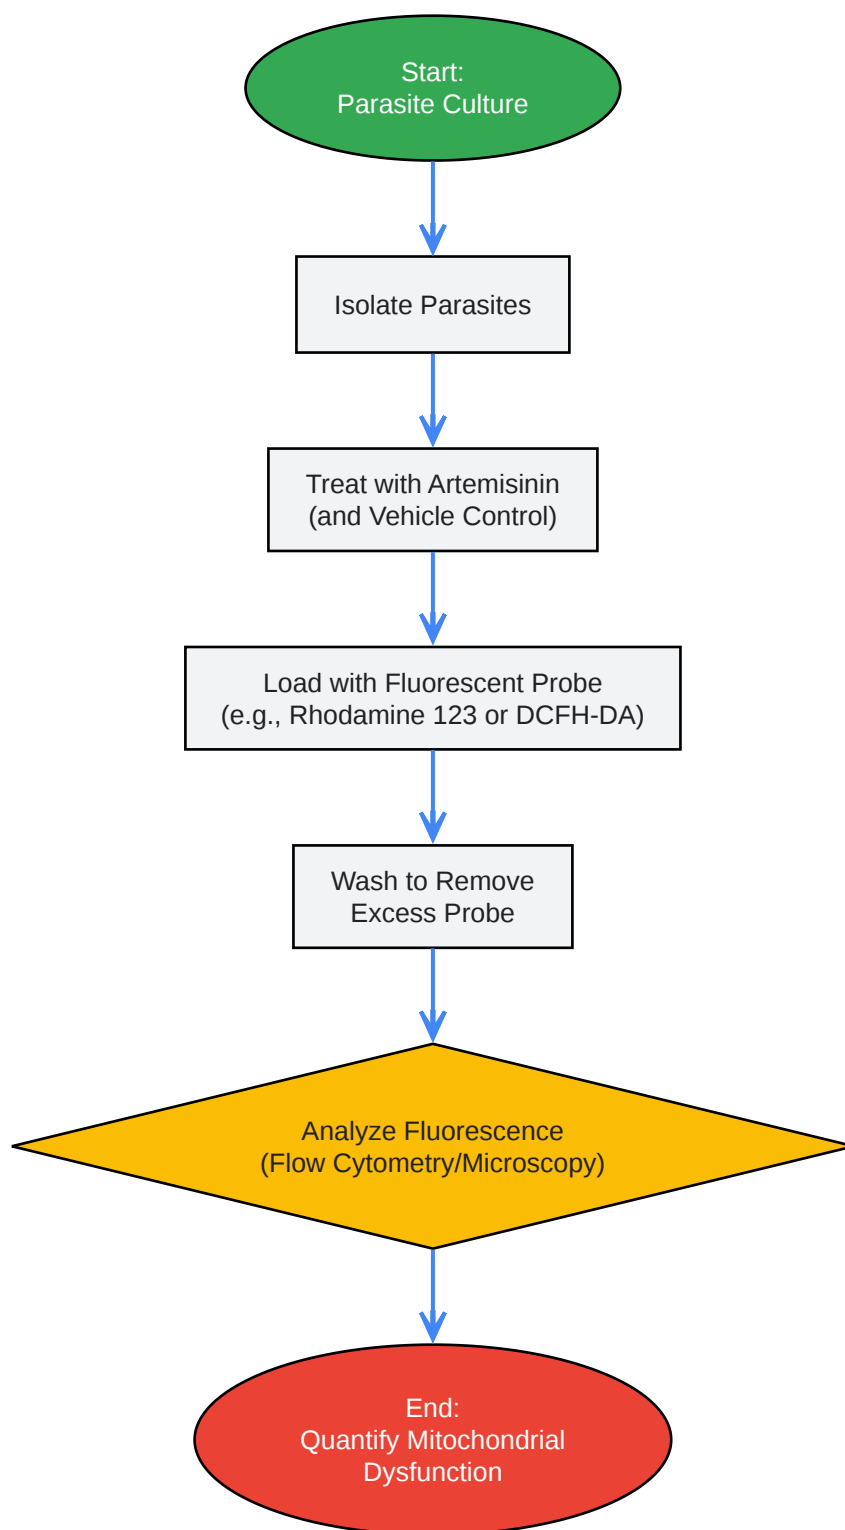 Start:
Parasite Culture
Isolate Parasites
Treat with Artemisinin
(and Vehicle Control)
Load with Fluorescent Probe
(e.g., Rhodamine 123 or DCFH-DA)
Wash to Remove
Excess Probe
Analyze Fluorescence
(Flow Cytometry/Microscopy)
End:
Quantify Mitochondrial
Dysfunction